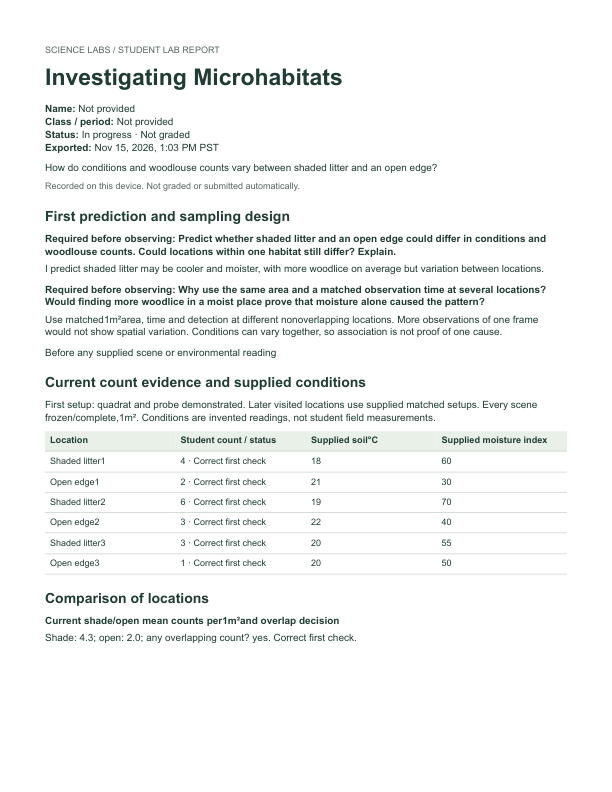 SCIENCE LABS / STUDENT LAB REPORT
Investigating Microhabitats
Name: Not provided
Class / period: Not provided
Status: In progress · Not graded
Exported: Nov 15, 2026, 1:03 PM PST
How do conditions and woodlouse counts vary between shaded litter and an open edge?
Recorded on this device. Not graded or submitted automatically.
First prediction and sampling design
Required before observing: Predict whether shaded litter and an open edge could differ in conditions and
woodlouse counts. Could locations within one habitat still differ? Explain.
I predict shaded litter may be cooler and moister, with more woodlice on average but variation between locations.
Required before observing: Why use the same area and a matched observation time at several locations?
Would finding more woodlice in a moist place prove that moisture alone caused the pattern?
Use matched1m²area, time and detection at different nonoverlapping locations. More observations of one frame
would not show spatial variation. Conditions can vary together, so association is not proof of one cause.
Before any supplied scene or environmental reading
Current count evidence and supplied conditions
First setup: quadrat and probe demonstrated. Later visited locations use supplied matched setups. Every scene
frozen/complete,1m². Conditions are invented readings, not student field measurements.
Location Student count / status Supplied soil°C Supplied moisture index
Shaded litter1 4 · Correct first check 18 60
Open edge1 2 · Correct first check 21 30
Shaded litter2 6 · Correct first check 19 70
Open edge2 3 · Correct first check 22 40
Shaded litter3 3 · Correct first check 20 55
Open edge3 1 · Correct first check 20 50
Comparison of locations
Current shade/open mean counts per1m²and overlap decision
Shade: 4.3; open: 2.0; any overlapping count? yes. Correct first check.